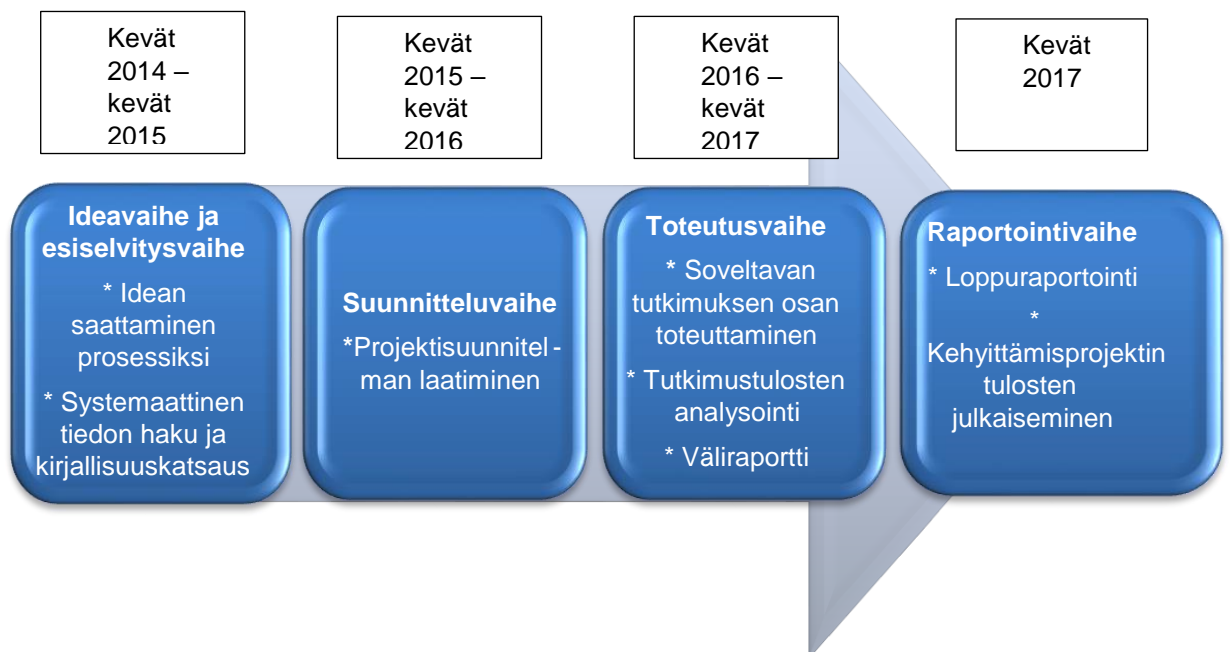 Kevät
2014 –
kevät
2015
Kevät
2015 –
kevät
2016
Kevät
2016 –
kevät
2017
Kevät
2017
Ideavaihe ja
esiselvitysvaihe
* Idean
saattaminen
prosessiksi
* Systemaattinen
tiedon haku ja
kirjallisuuskatsaus
Suunnitteluvaihe
*Projektisuunnitel-
man laatiminen
Toteutusvaihe
* Soveltavan
tutkimuksen osan
toteuttaminen
* Tutkimustulosten
analysointi
* Väliraportti
Raportointivaihe
* Loppuraportointi
*
Kehyittämisprojektin
tulosten
julkaiseminen